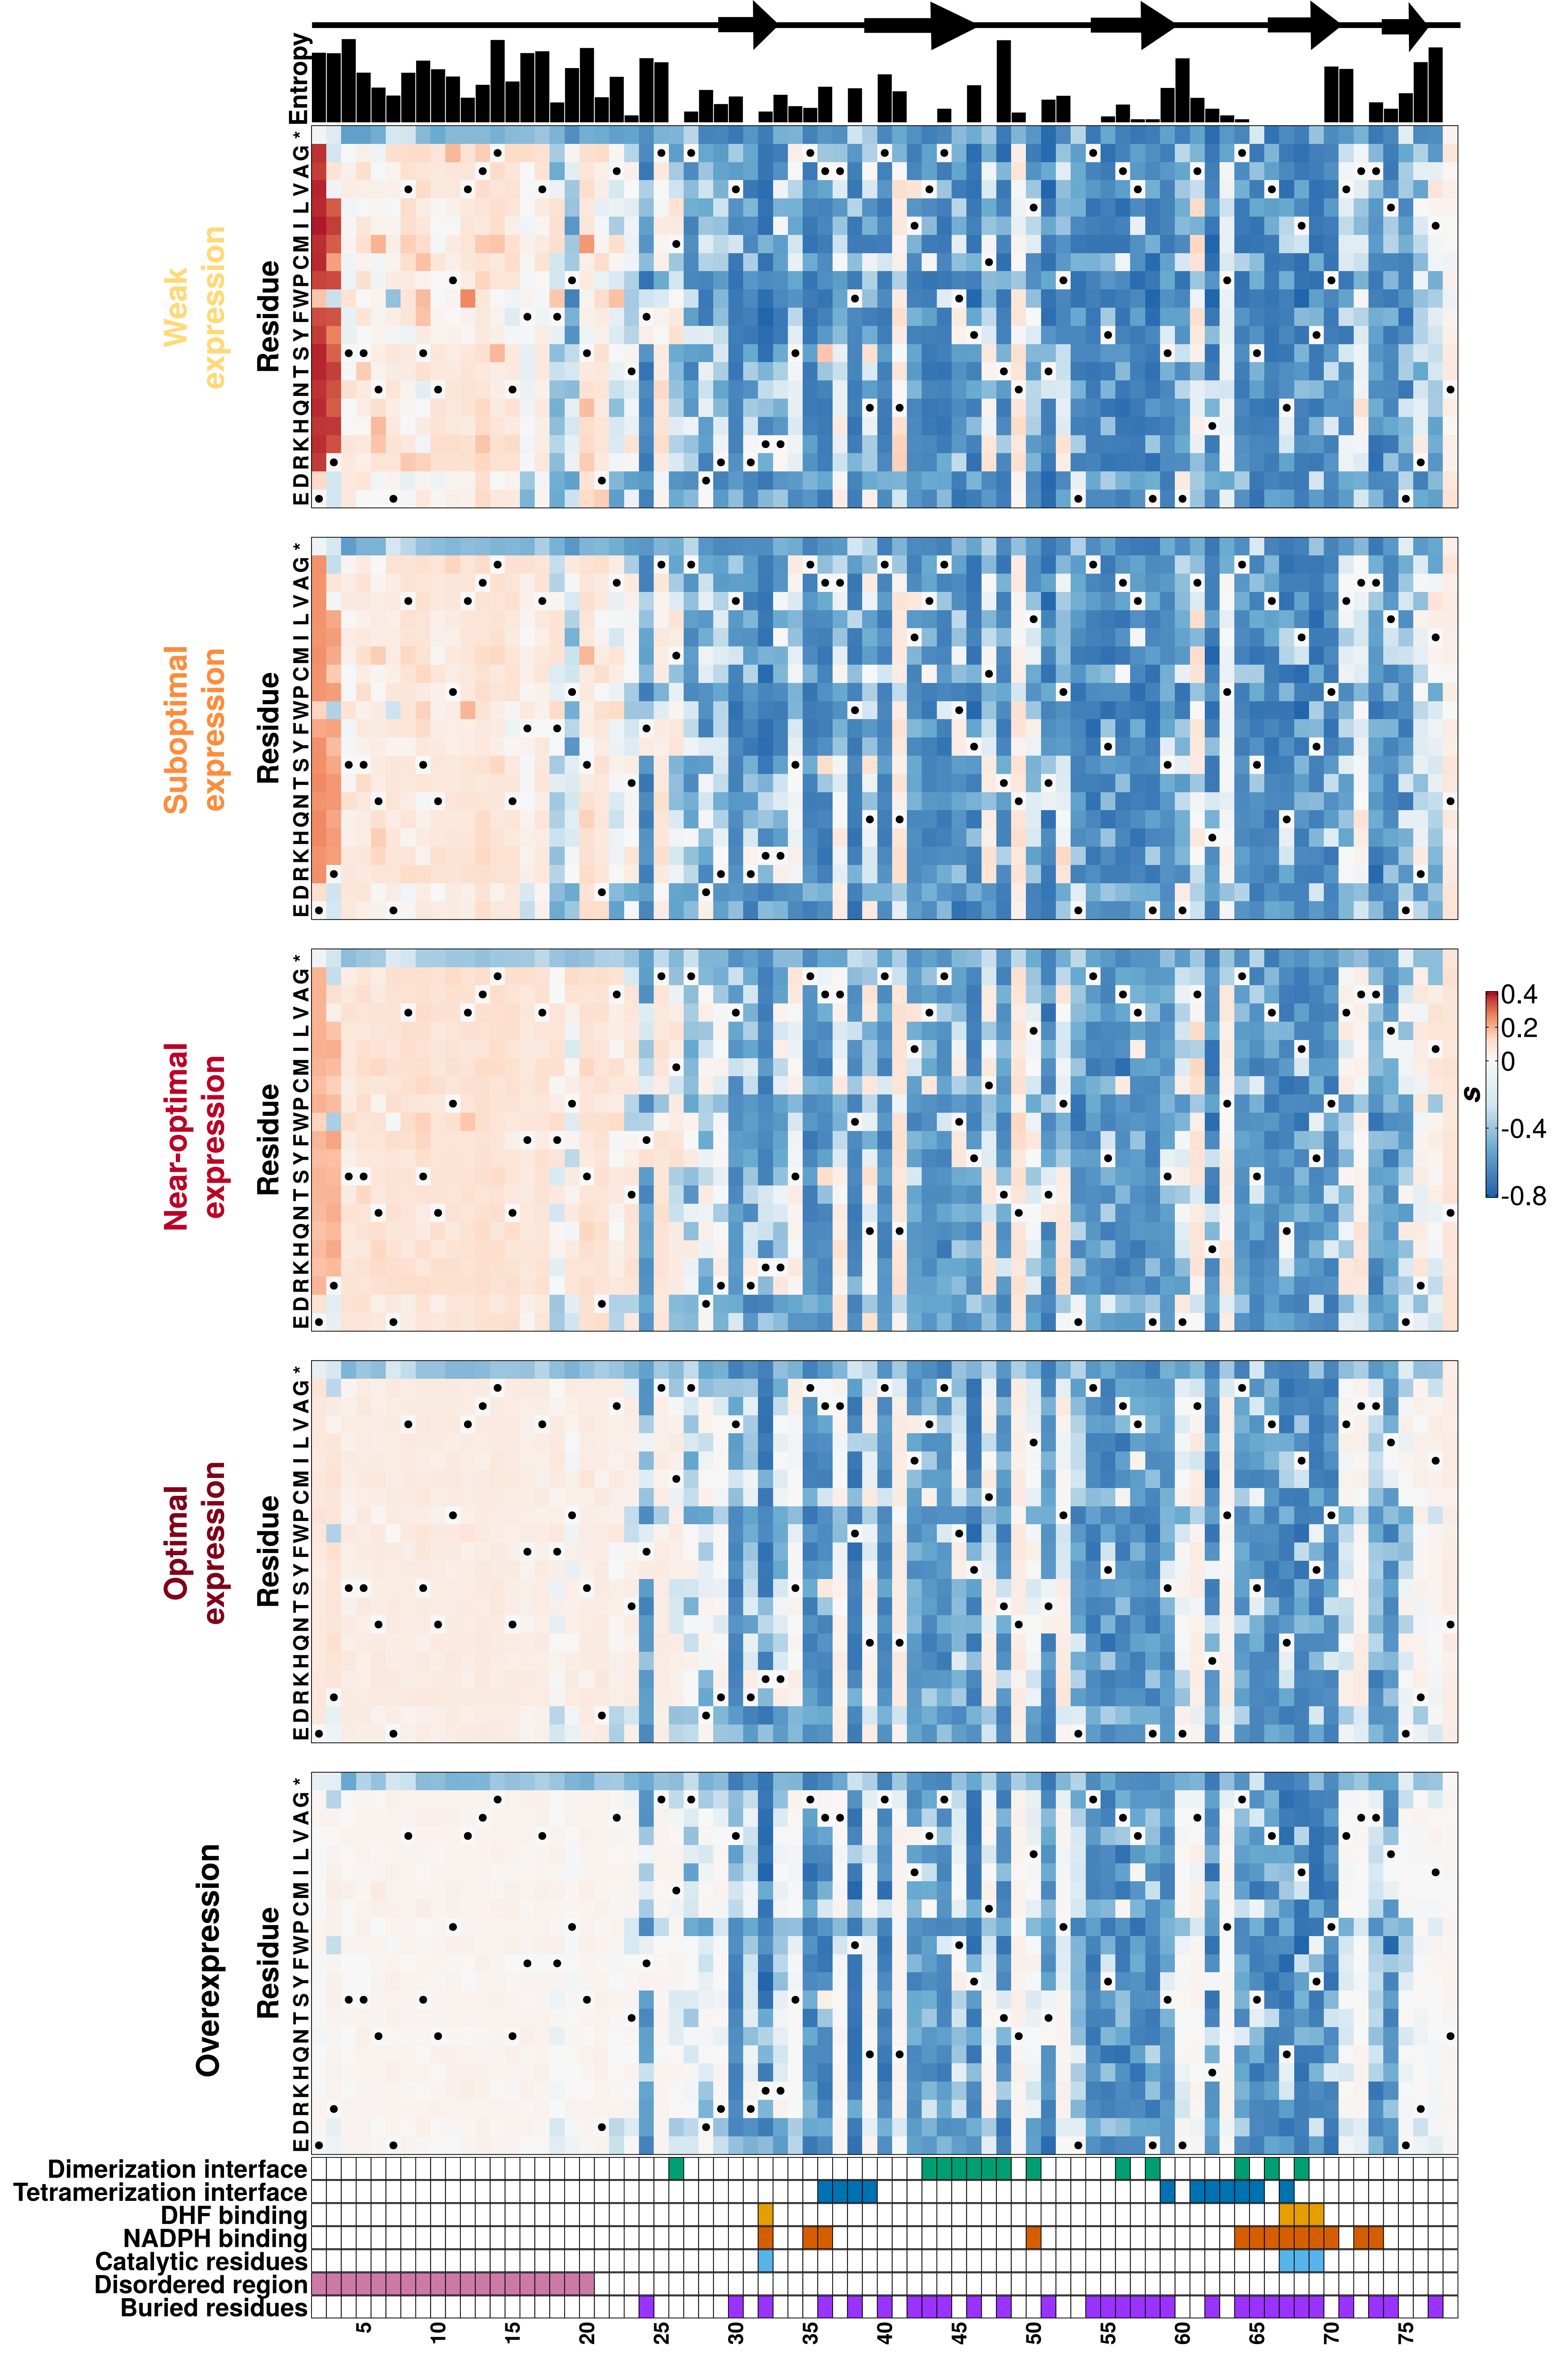 Entropy
Weak
expression
Residue
E D R K H Q N T S Y F W P C M I L V A G *
Suboptimal
expression
Residue
E D R K H Q N T S Y F W P C M I L V A G *
Near-optimal
expression
Residue
E D R K H Q N T S Y F W P C M I L V A G *
0.4
0.2
0
-0.4
-0.8
s
Optimal
expression
Residue
E D R K H Q N T S Y F W P C M I L V A G *
Overexpression
Residue
E D R K H Q N T S Y F W P C M I L V A G *
Dimerization interface
Tetramerization interface
DHF binding
NADPH binding
Catalytic residues
Disordered region
Buried residues
5 10 15 20 25 30 35 40 45 50 55 60 65 70 75